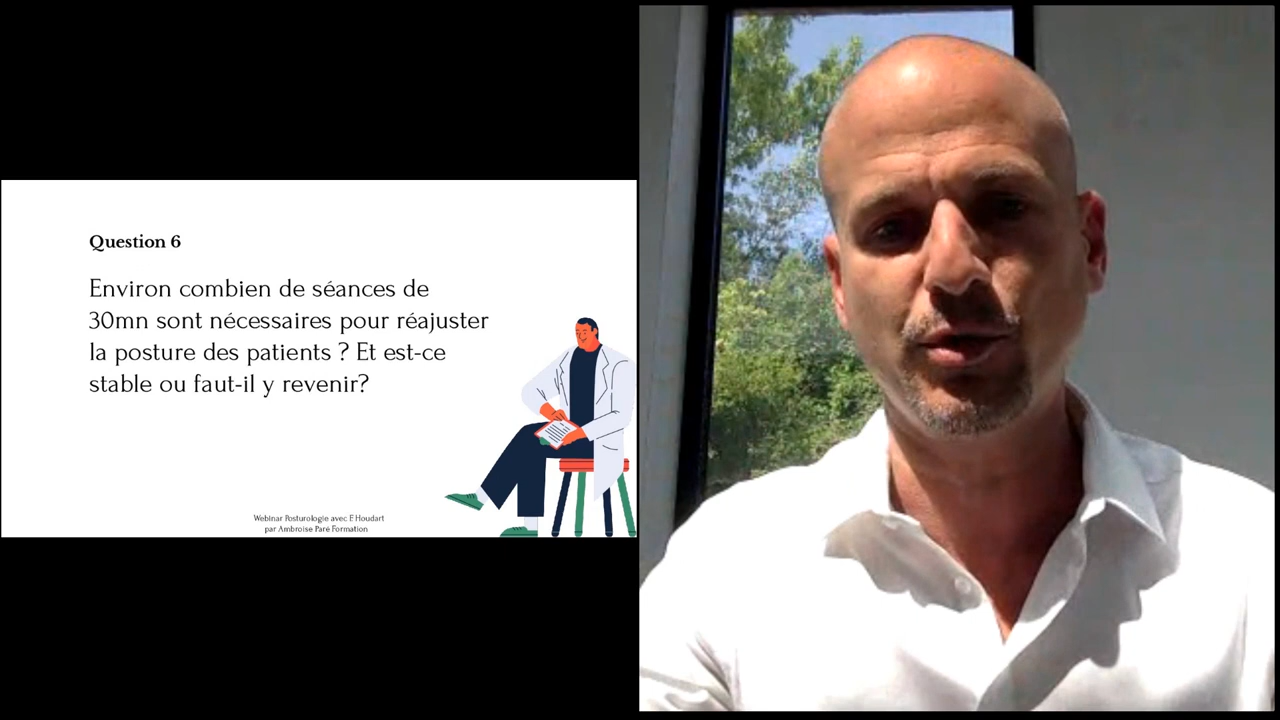 Question 6
Environ combien de séances de
30mn sont nécessaires pour réajuster
la posture des patients ? Et est-ce
stable ou faut-il y revenir?
Webinar Posturologie avec F Houdart
par Ambroise Paré Formation